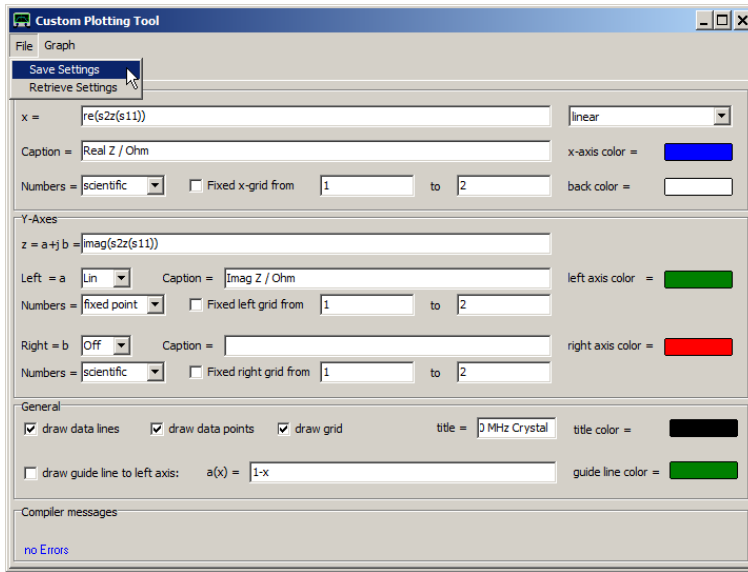 Custom Plotting Tool
File Graph
Save Settings
Retrieve Settings
x = re(s2z(s11)) linear
Caption = Real Z / Ohm x-axis color =
Numbers = scientific Fixed x-grid from 1 to 2 back color =
Y-Axes
z = a+j b = imag(s2z(s11))
Left = a Lin Caption = Imag Z / Ohm left axis color =
Numbers = fixed point Fixed left grid from 1 to 2
Right = b Off Caption = right axis color =
Numbers = scientific Fixed right grid from 1 to 2
General
draw data lines draw data points draw grid title = 0 MHz Crystal title color =
draw guide line to left axis: a(x) = 1-x guide line color =
Compiler messages
no Errors